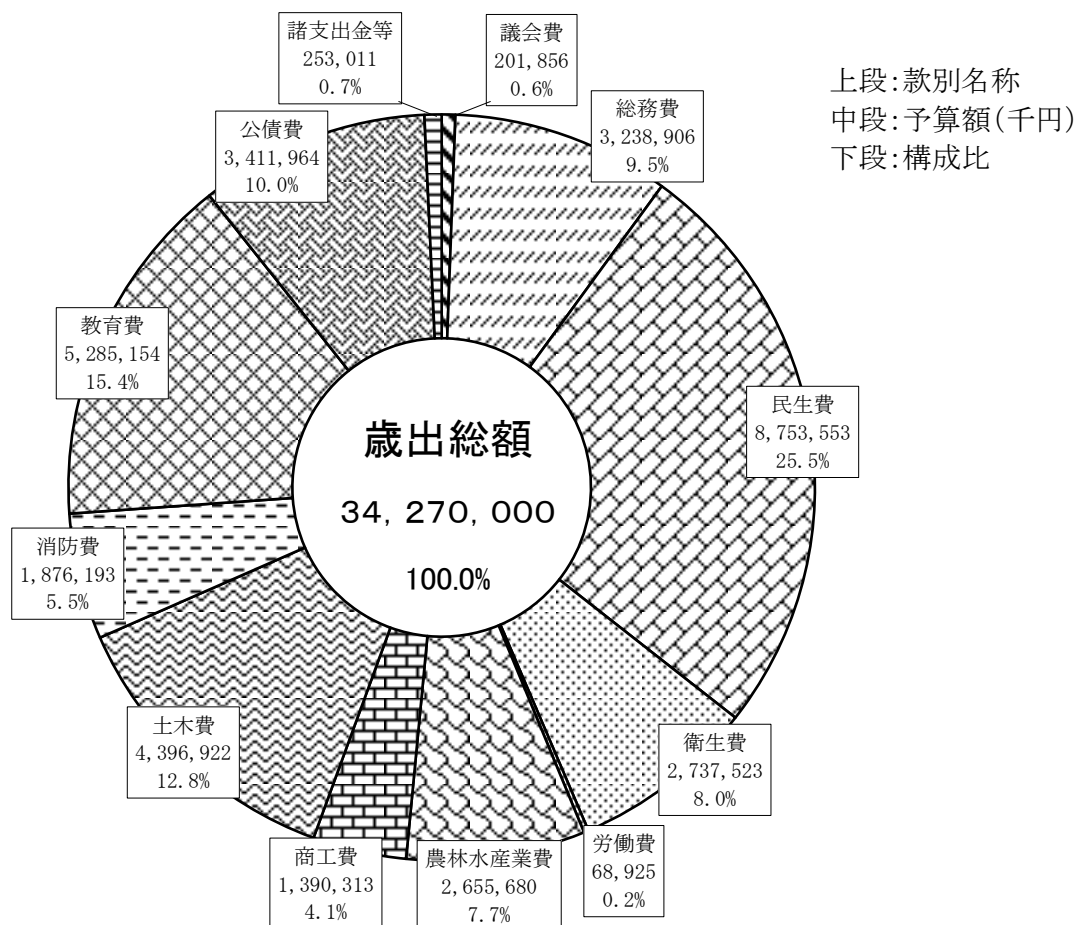 諸支出金等
253,011
0.7%
議会費
201,856
0.6%
上段:款別名称
中段:予算額(千円)
下段:構成比
総務費
3,238,906
9.5%
公債費
3,411,964
10.0%
教育費
5,285,154
15.4%
民生費
8,753,553
25.5%
歳出総額
34,270,000
100.0%
消防費
1,876,193
5.5%
土木費
4,396,922
12.8%
衛生費
2,737,523
8.0%
労働費
68,925
0.2%
商工費
1,390,313
4.1%
農林水産業費
2,655,680
7.7%